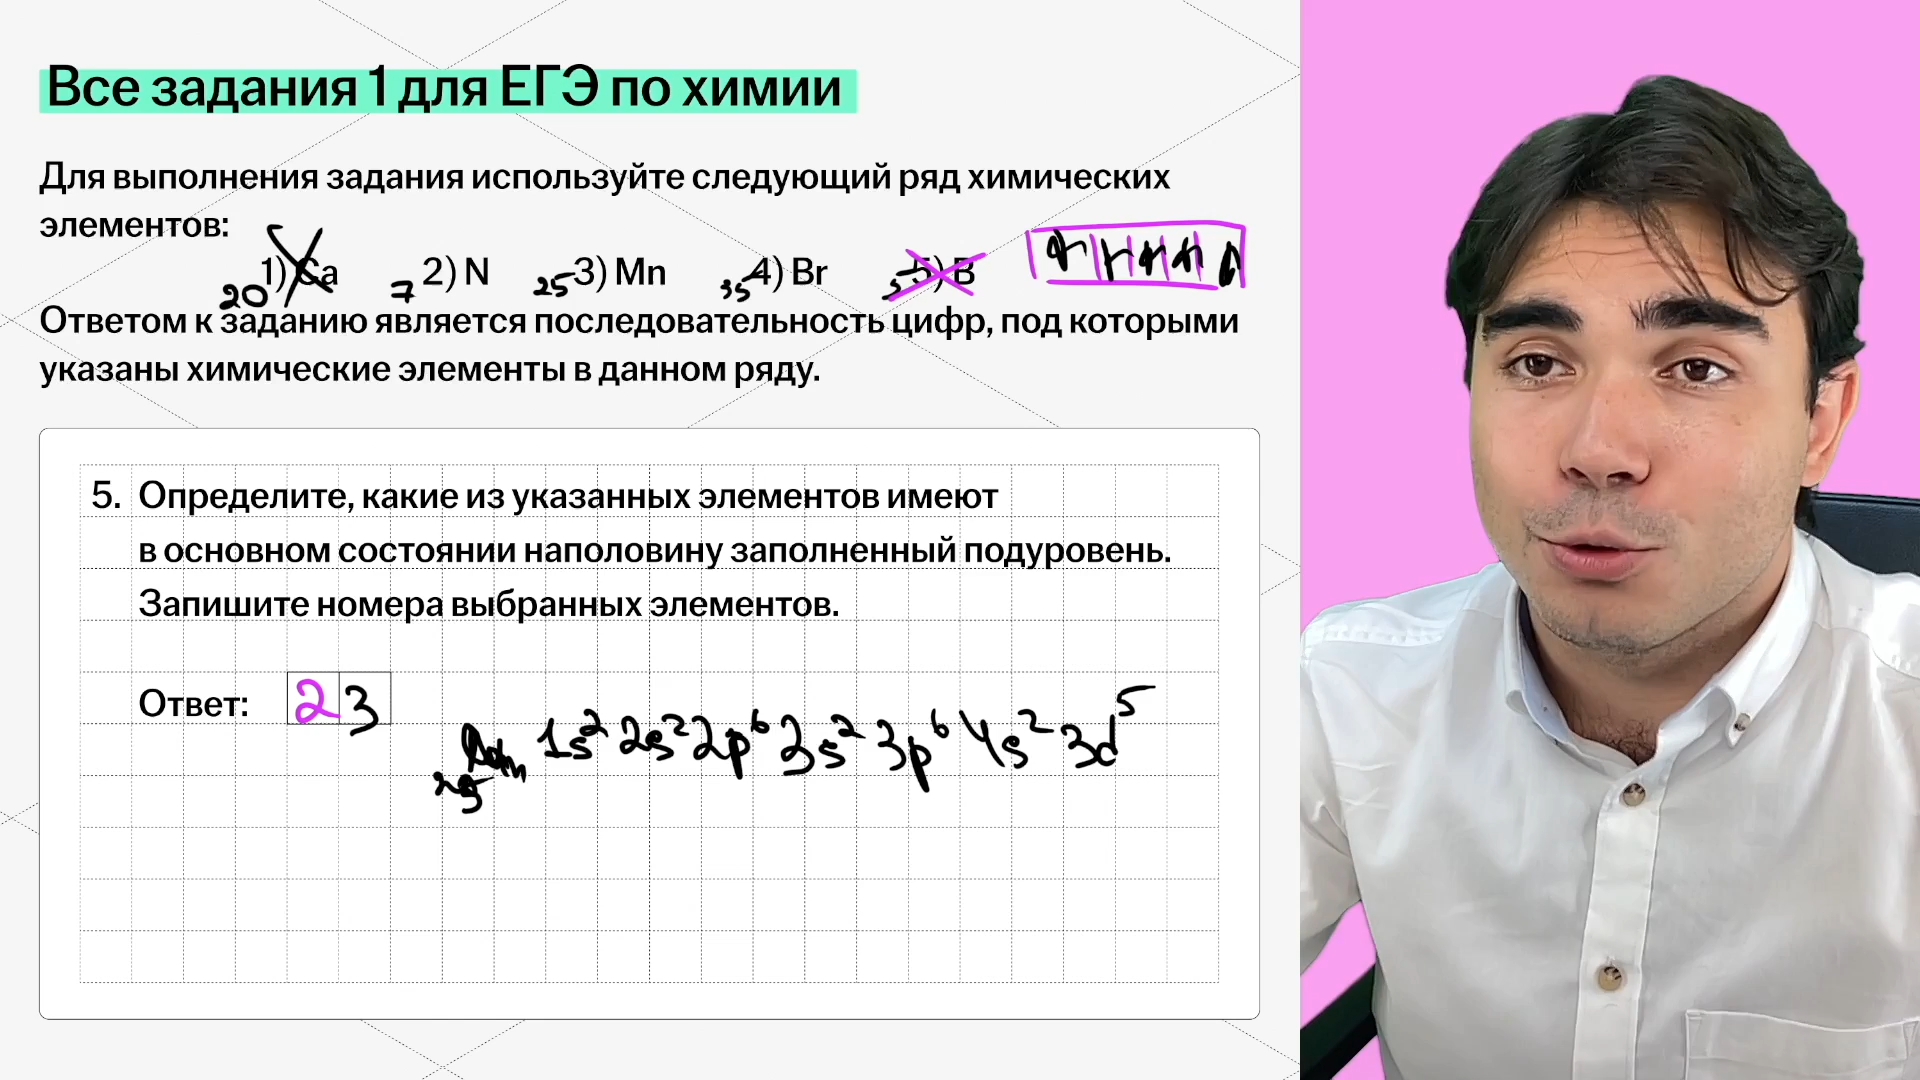 Все задания 1 для ЕГЭ по химии
Для выполнения задания используйте следующий ряд химических
элементов:
1) Ca 2) N 3) Mn 4) Br 5) B
20 7 25 35 5
Ответом к заданию является последовательность цифр, под которыми
указаны химические элементы в данном ряду.
5. Определите, какие из указанных элементов имеют
в основном состоянии наполовину заполненный подуровень.
Запишите номера выбранных элементов.
Ответ: 2 3
25 Mn 1s² 2s² 2p⁶ 3s² 3p⁶ 4s² 3d⁵